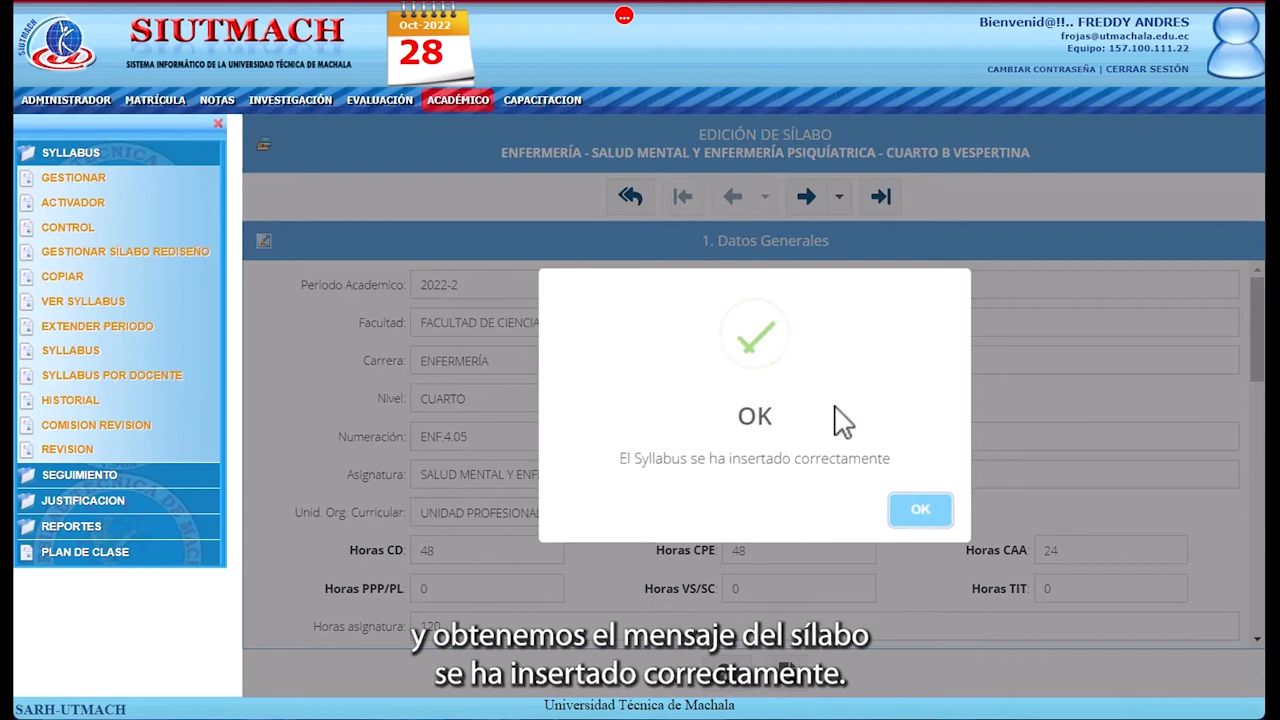 SIUTMACH
SISTEMA INFORMÁTICO DE LA UNIVERSIDAD TÉCNICA DE MACHALA
Oct-2022
28
Bienvenid@!!.. FREDDY ANDRES
frojas@utmachala.edu.ec
Equipo: 157.100.111.22
CAMBIAR CONTRASEÑA | CERRAR SESIÓN
ADMINISTRADOR MATRÍCULA NOTAS INVESTIGACIÓN EVALUACIÓN ACADÉMICO CAPACITACION
SYLLABUS
GESTIONAR
ACTIVADOR
CONTROL
GESTIONAR SÍLABO REDISEÑO
COPIAR
VER SYLLABUS
EXTENDER PERIODO
SYLLABUS
SYLLABUS POR DOCENTE
HISTORIAL
COMISION REVISION
REVISION
SEGUIMIENTO
JUSTIFICACION
REPORTES
PLAN DE CLASE
EDICIÓN DE SÍLABO
ENFERMERÍA - SALUD MENTAL Y ENFERMERÍA PSIQUÍATRICA - CUARTO B VESPERTINA
1. Datos Generales
Periodo Academico: 2022-2
Facultad: FACULTAD DE CIENCIA
Carrera: ENFERMERÍA
Nivel: CUARTO
Numeración: ENF.4.05
Asignatura: SALUD MENTAL Y ENF
Unid. Org. Curricular: UNIDAD PROFESIONAL
OK
El Syllabus se ha insertado correctamente
OK
Horas CD: 48 Horas CPE: 48 Horas CAA: 24
Horas PPP/PL: 0 Horas VS/SC: 0 Horas TIT: 0
Horas asignatura: 120
y obtenemos el mensaje del sílabo
se ha insertado correctamente.
SARH-UTMACH
Universidad Técnica de Machala